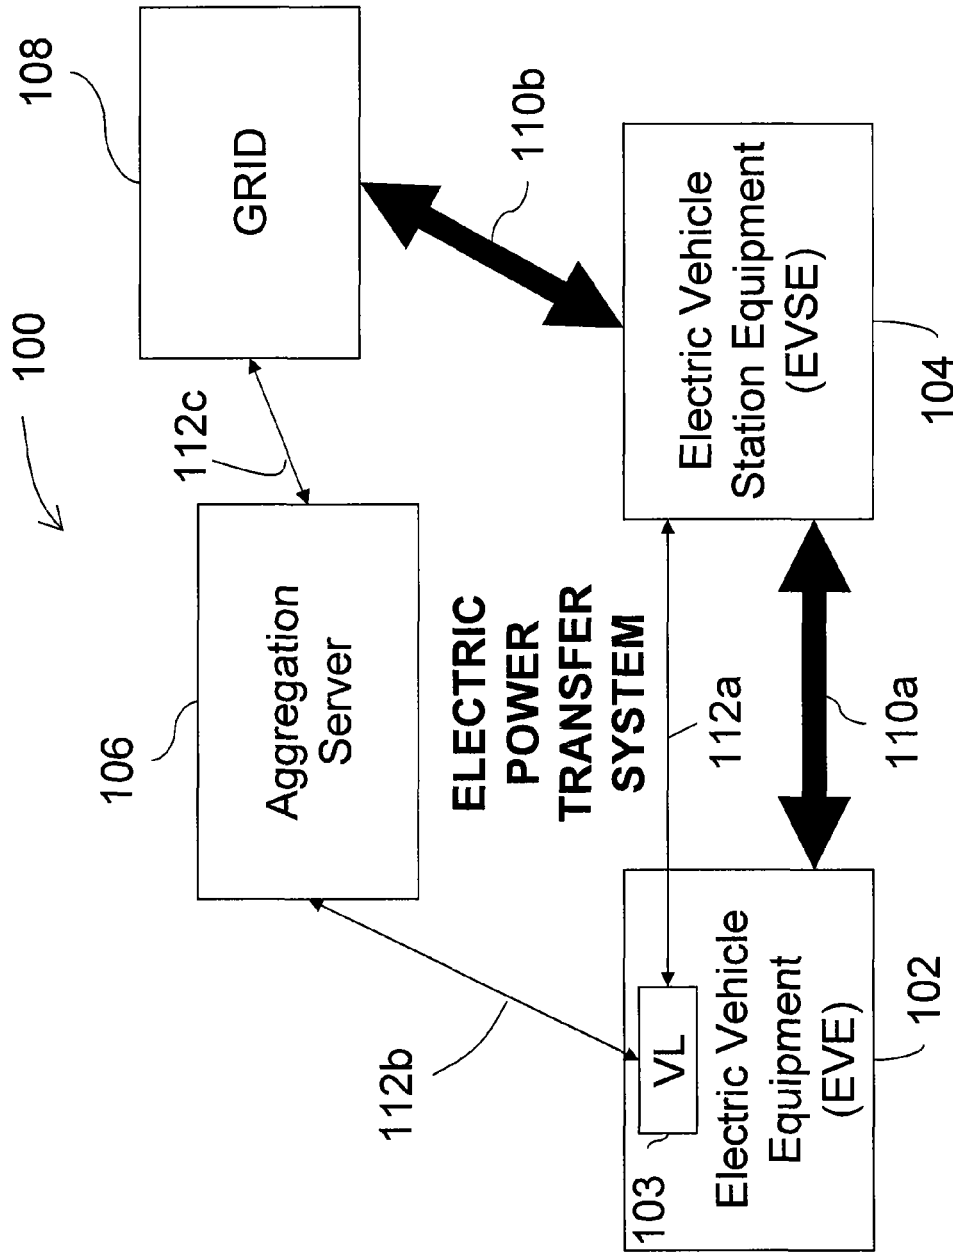 100
108
GRID
106
Aggregation
Server
112c
110b
ELECTRIC
POWER
TRANSFER
SYSTEM
112b
112a
103
VL
Electric Vehicle
Equipment
(EVE)
102
110a
Electric Vehicle
Station Equipment
(EVSE)
104